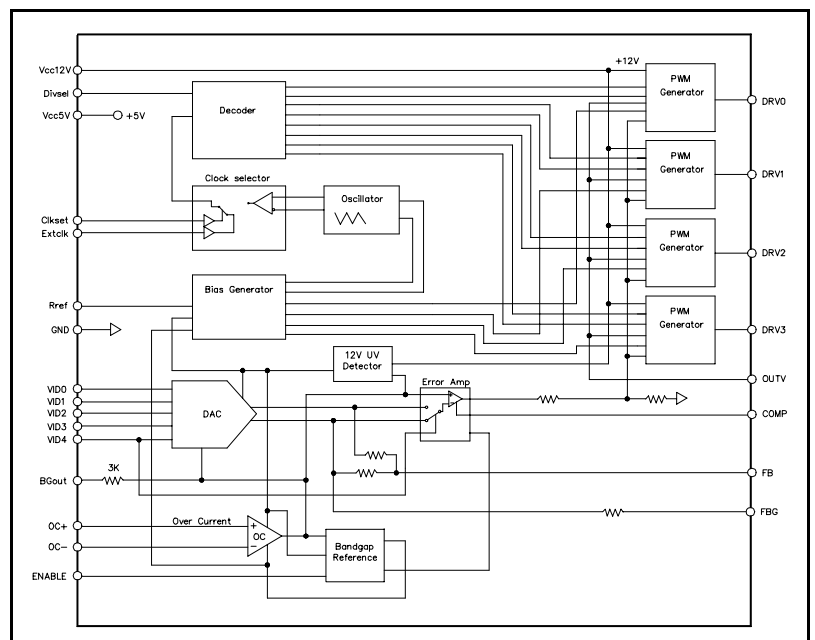 +12V
Vcc12V
PWM
Generator
Divsel
DRV0
Decoder
Vcc5V
+5V
PWM
Generator
DRV1
Clock selector
Oscillator
Clkset
Extclk
PWM
Generator
DRV2
Bias Generator
Rref
PWM
Generator
GND
DRV3
12V UV
Detector
OUTV
Error Amp
VID0
VID1
VID2
VID3
VID4
DAC
+
-
COMP
3K
BGout
FB
FBG
OC+
Over Current
+
OC
-
OC-
Bandgap
Reference
ENABLE